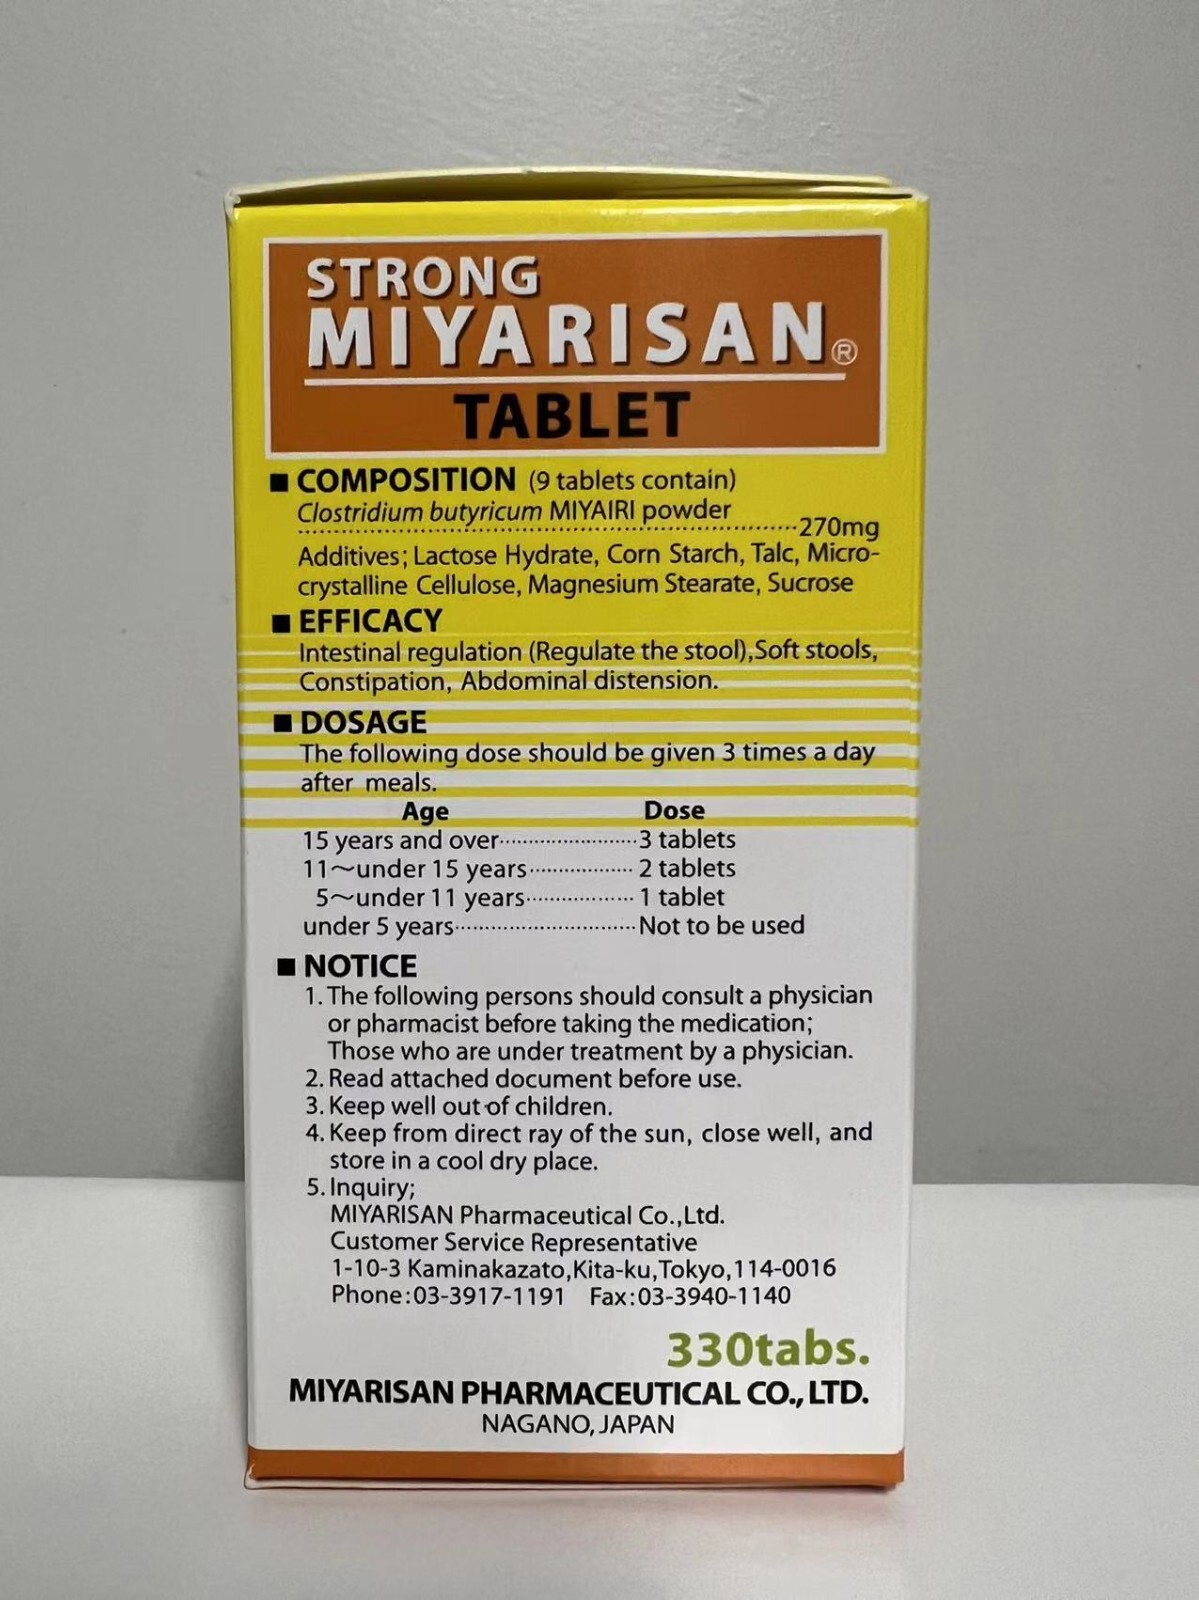 STRONG
MIYARISAN®
TABLET
■ COMPOSITION (9 tablets contain)
Clostridium butyricum MIYAIRI powder
····················································270mg
Additives; Lactose Hydrate, Corn Starch, Talc, Micro-
crystalline Cellulose, Magnesium Stearate, Sucrose
■ EFFICACY
Intestinal regulation (Regulate the stool),Soft stools,
Constipation, Abdominal distension.
■ DOSAGE
The following dose should be given 3 times a day
after meals.
Age Dose
15 years and over························3 tablets
11～under 15 years·················· 2 tablets
5～under 11 years··················· 1 tablet
under 5 years································Not to be used
■ NOTICE
1. The following persons should consult a physician
or pharmacist before taking the medication;
Those who are under treatment by a physician.
2. Read attached document before use.
3. Keep well out of children.
4. Keep from direct ray of the sun, close well, and
store in a cool dry place.
5. Inquiry;
MIYARISAN Pharmaceutical Co.,Ltd.
Customer Service Representative
1-10-3 Kaminakazato,Kita-ku,Tokyo,114-0016
Phone:03-3917-1191 Fax:03-3940-1140
330tabs.
MIYARISAN PHARMACEUTICAL CO., LTD.
NAGANO, JAPAN